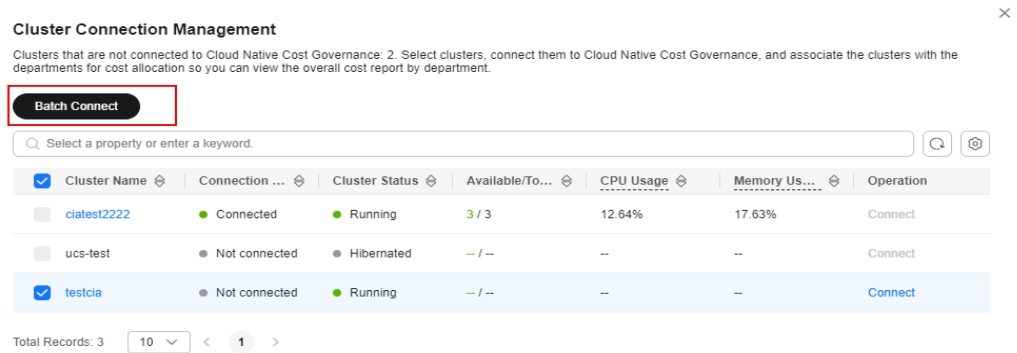 Cluster Connection Management
Clusters that are not connected to Cloud Native Cost Governance: 2. Select clusters, connect them to Cloud Native Cost Governance, and associate the clusters with the
departments for cost allocation so you can view the overall cost report by department.
Batch Connect
Select a property or enter a keyword.
Cluster Name Connection ... Cluster Status Available/To... CPU Usage Memory Us... Operation
ciatest2222 Connected Running 3 / 3 12.64% 17.63% Connect
ucs-test Not connected Hibernated -- / -- -- -- Connect
testcia Not connected Running -- / -- -- -- Connect
Total Records: 3 10 < 1 >